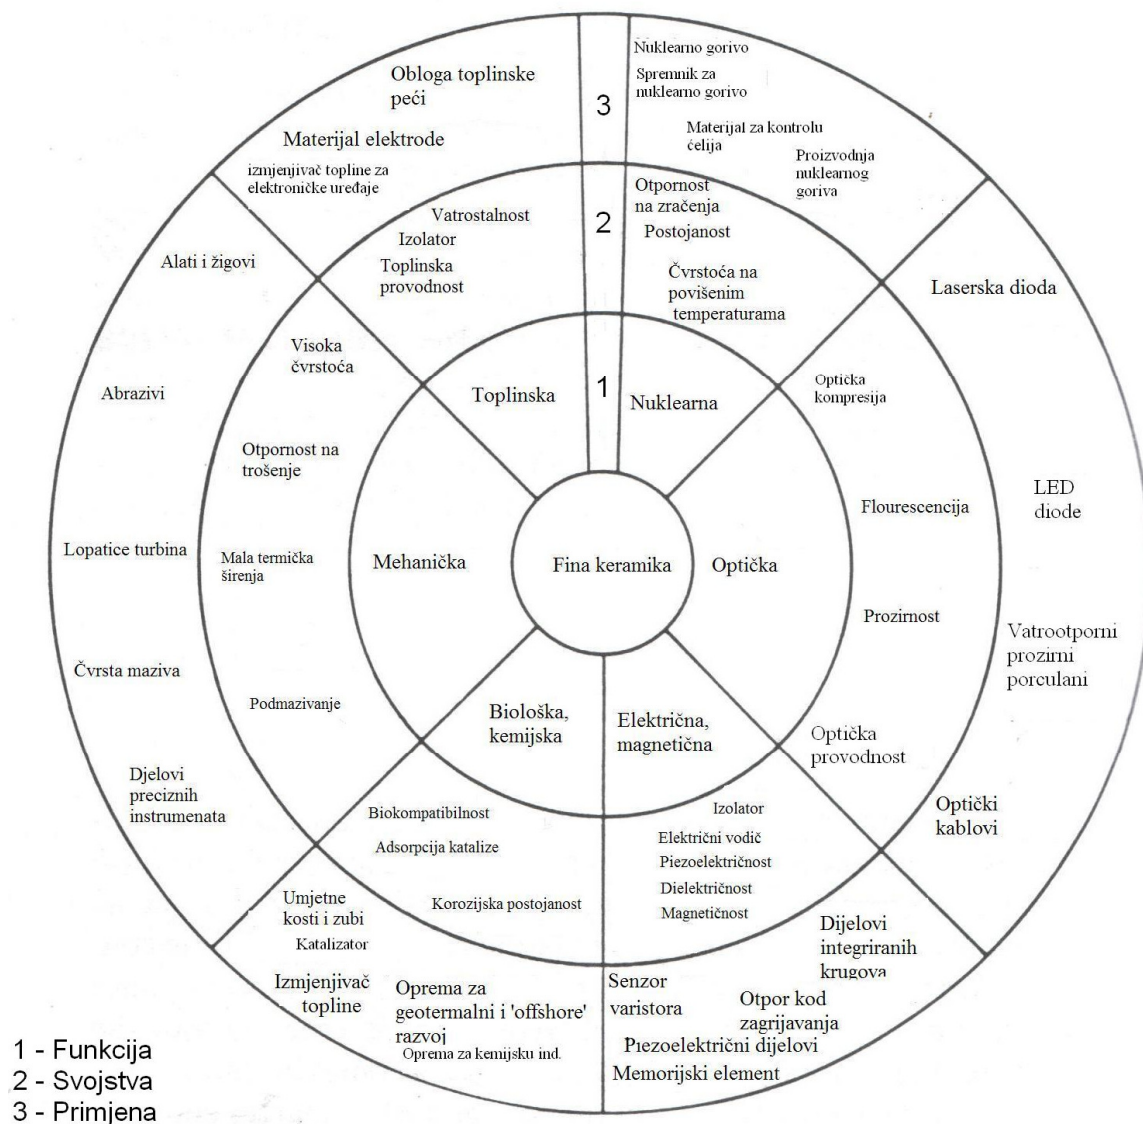 Nuklearno gorivo
Spremnik za
nuklearno gorivo
Materijal za kontrolu
ćelija
Proizvodnja
nuklearnog
goriva
Obloga toplinske
peći
Materijal elektrode
izmjenjivač topline za
elektroničke uređaje
3
2
1
Otpornost
na zračenja
Postojanost
Čvrstoća na
povišenim
temperaturama
Vatrostalnost
Izolator
Toplinska
provodnost
Toplinska
Nuklearna
Alati i žigovi
Abrazivi
Lopatice turbina
Čvrsta maziva
Djelovi
preciznih
instrumenata
Visoka
čvrstoća
Otpornost na
trošenje
Mala termička
širenja
Podmazivanje
Mehanička
Fina keramika
Optička
Optička
kompresija
Flourescencija
Prozirnost
Optička
provodnost
Laserska dioda
LED
diode
Vatrootporni
prozirni
porculani
Optički
kablovi
Biološka,
kemijska
Električna,
magnetična
Biokompatibilnost
Adsorpcija katalize
Korozijska postojanost
Izolator
Električni vodič
Piezoelektričnost
Dielektričnost
Magnetičnost
Umjetne
kosti i zubi
Katalizator
Izmjenjivač
topline
Oprema za
geotermalni i 'offshore'
razvoj
Oprema za kemijsku ind.
Dijelovi
integriranih
krugova
Senzor
varistora
Otpor kod
zagrijavanja
Piezoelektrični dijelovi
Memorijski element
1 - Funkcija
2 - Svojstva
3 - Primjena